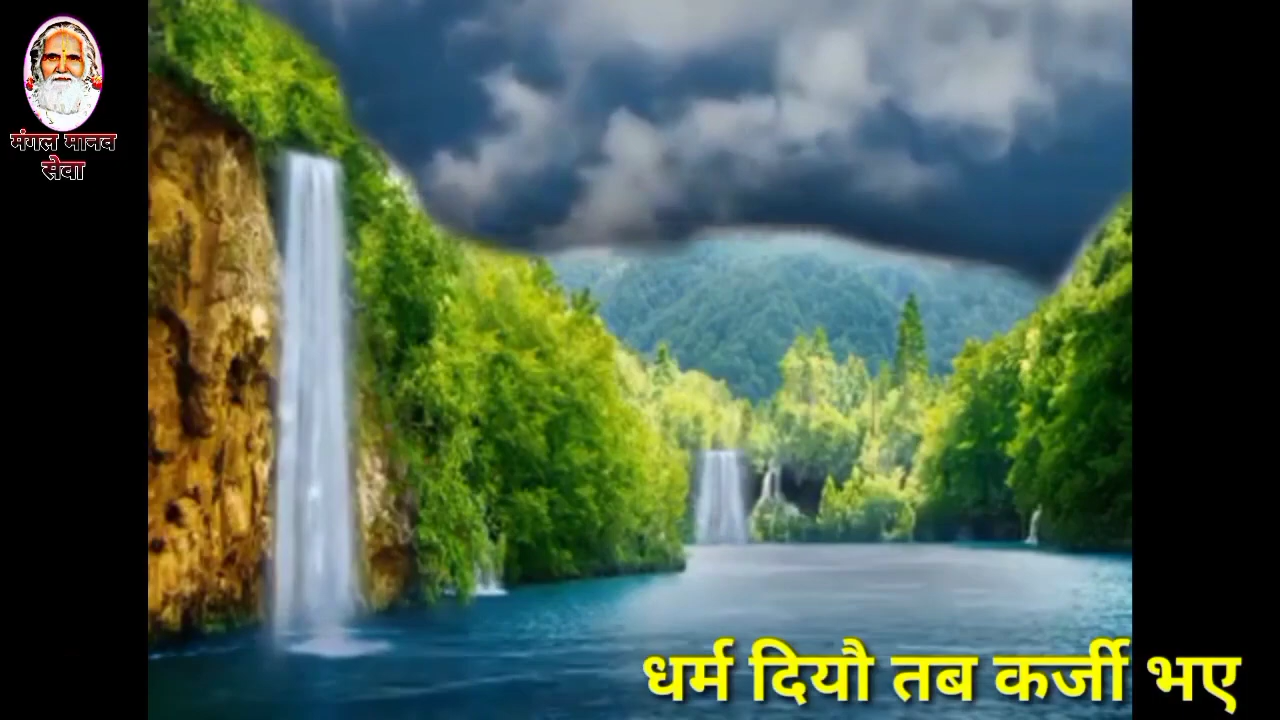 मंगल मानव
सेवा
धर्म दियौ तब कर्जी भए